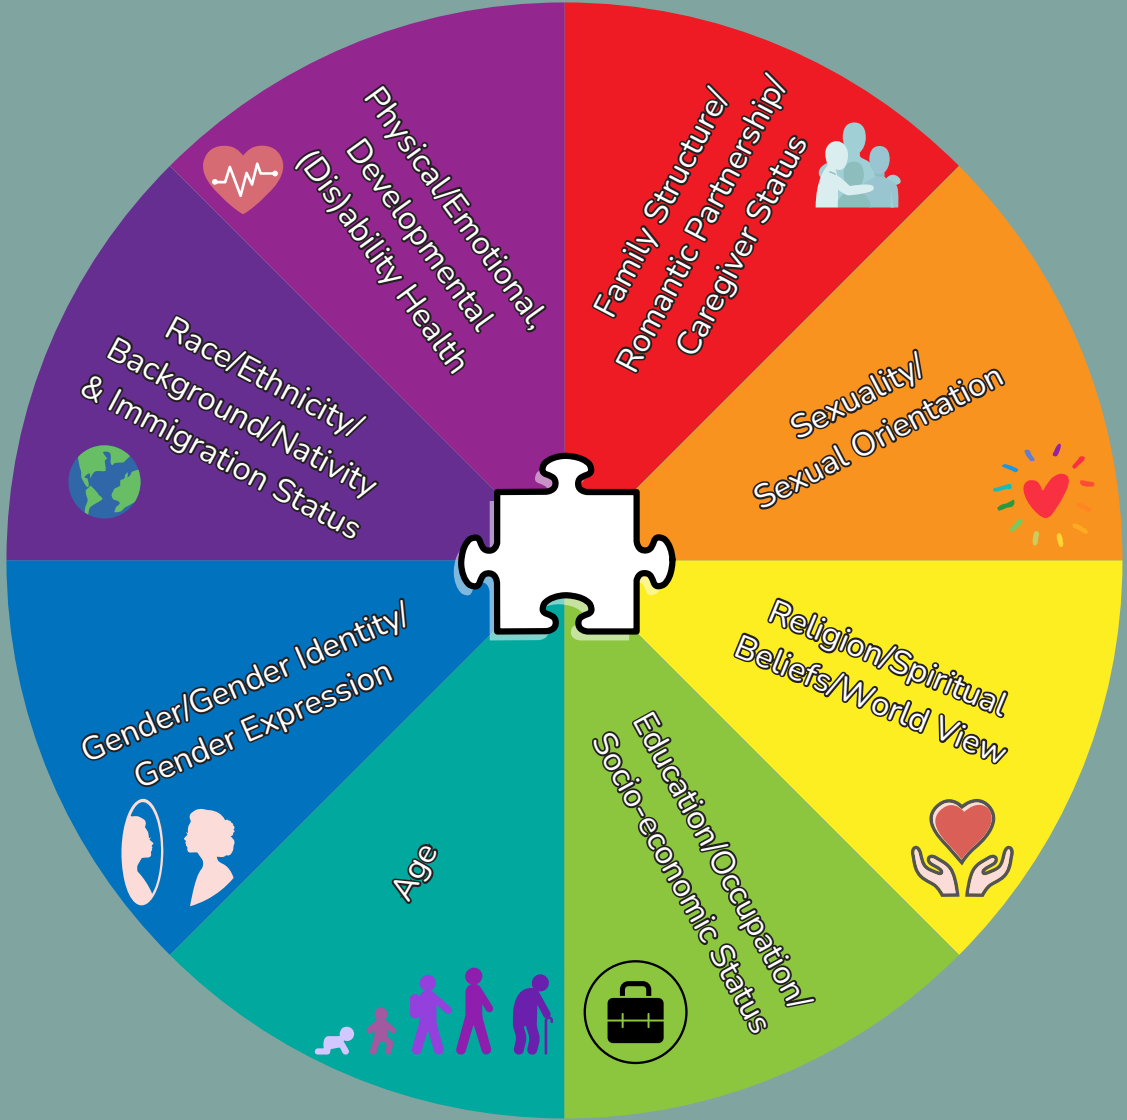 Family Structure/
Romantic Partnership/
Caregiver Status
Sexuality/
Sexual Orientation
Religion/Spiritual
Beliefs/World View
Education/Occupation/
Socio-economic Status
Age
Gender/Gender Identity/
Gender Expression
Race/Ethnicity/
Background/Nativity
& Immigration Status
Physical/Emotional,
Developmental
(Dis)ability Health